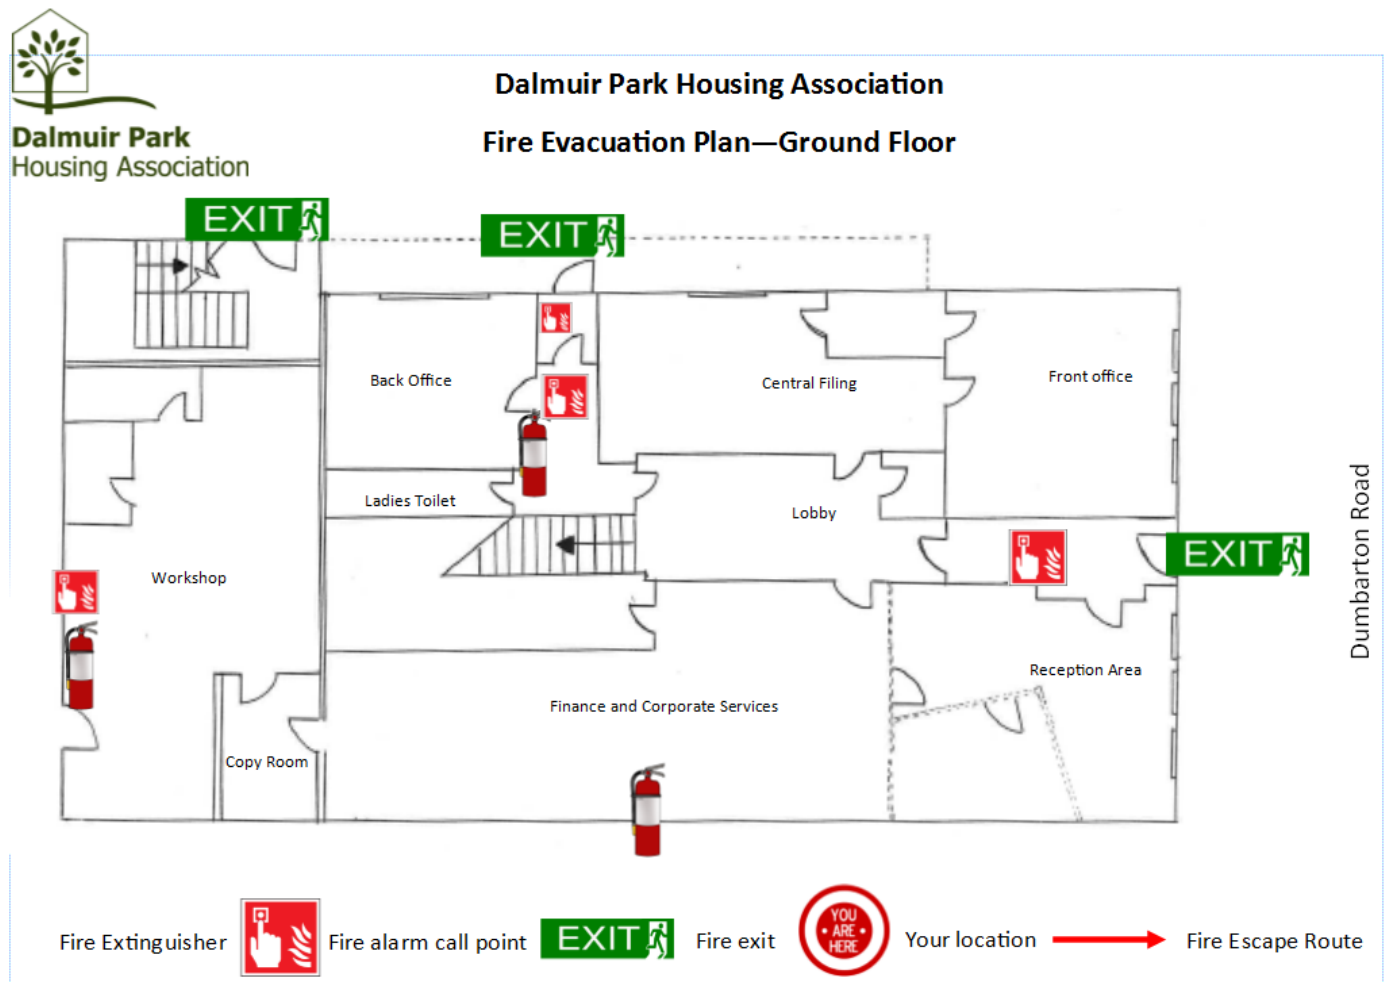 Dalmuir Park
Housing Association
Dalmuir Park Housing Association
Fire Evacuation Plan—Ground Floor
EXIT
EXIT
Back Office
Central Filing
Front office
Ladies Toilet
Lobby
EXIT
Dumbarton Road
Workshop
Reception Area
Finance and Corporate Services
Copy Room
Fire Extinguisher
Fire alarm call point
EXIT
Fire exit
YOU
ARE
HERE
Your location
Fire Escape Route